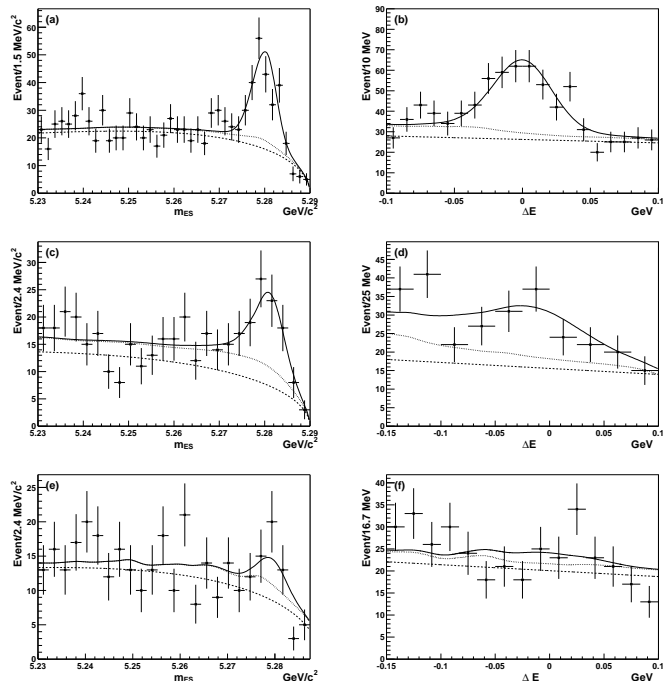 (a)
Event/1.5 MeV/c²
60
50
40
30
20
10
0
5.23 5.24 5.25 5.26 5.27 5.28 5.29
m_ES GeV/c²
(b)
Event/10 MeV
90
80
70
60
50
40
30
20
10
0
-0.1 -0.05 0 0.05 0.1
ΔE GeV
(c)
Event/2.4 MeV/c²
30
25
20
15
10
5
0
5.23 5.24 5.25 5.26 5.27 5.28 5.29
m_ES GeV/c²
(d)
Event/25 MeV
50
45
40
35
30
25
20
15
10
5
0
-0.15 -0.1 -0.05 0 0.05 0.1
ΔE GeV
(e)
Event/2.4 MeV/c²
25
20
15
10
5
0
5.23 5.24 5.25 5.26 5.27 5.28 5.29
m_ES GeV/c²
(f)
Event/16.7 MeV
40
35
30
25
20
15
10
5
0
-0.15 -0.1 -0.05 0 0.05 0.1
Δ E GeV